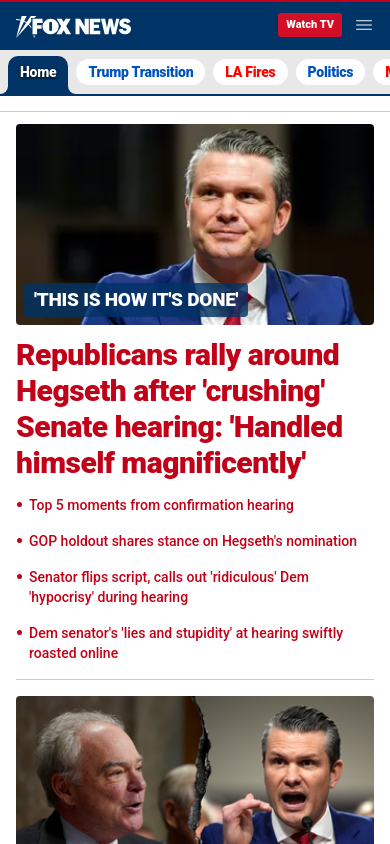 FOX NEWS
Watch TV
Home
Trump Transition
LA Fires
Politics
'THIS IS HOW IT'S DONE'
Republicans rally around
Hegseth after 'crushing'
Senate hearing: 'Handled
himself magnificently'
Top 5 moments from confirmation hearing
GOP holdout shares stance on Hegseth's nomination
Senator flips script, calls out 'ridiculous' Dem
'hypocrisy' during hearing
Dem senator's 'lies and stupidity' at hearing swiftly
roasted online